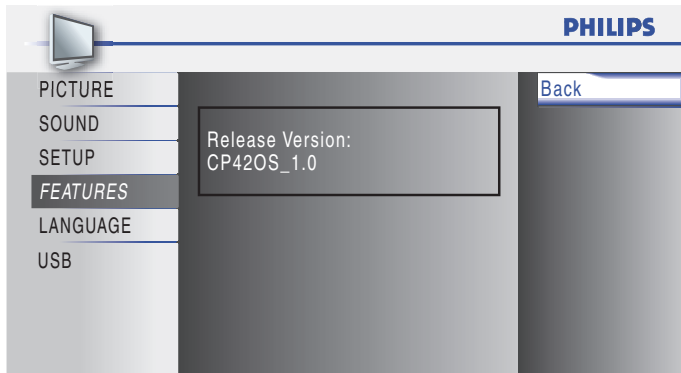 PHILIPS
PICTURE
SOUND
SETUP
FEATURES
LANGUAGE
USB
Release Version:
CP42OS_1.0
Back